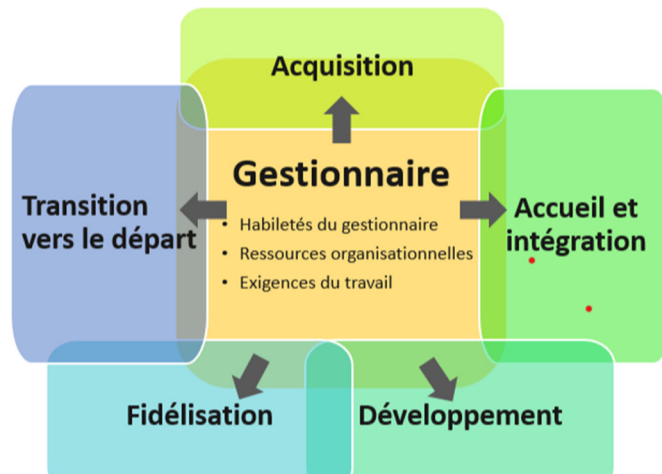 Acquisition
Gestionnaire
• Habiletés du gestionnaire
• Ressources organisationnelles
• Exigences du travail
Transition
vers le départ
Accueil et
intégration
Fidélisation
Développement